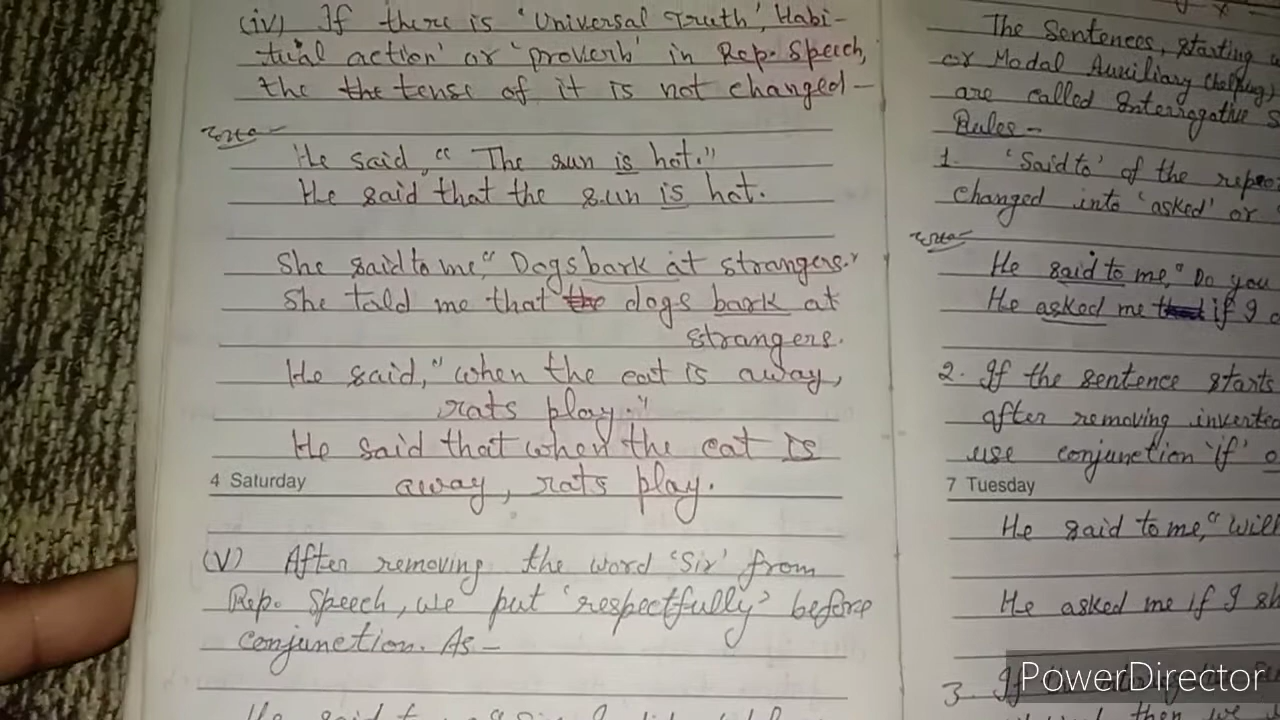 (iv) If there is 'Universal Truth', Habi-
tual action' or 'proverb' in Rep. Speech,
the the tense of it is not changed-
He said, "The sun is hot."
He said that the sun is hot.
She said to me, "Dogs bark at strangers."
She told me that the dogs bark at
strangers.
He said, "when the cat is away,
rats play."
He said that when the cat is
4 Saturday
away, rats play.
(V) After removing the word 'Sir' from
Rep. Speech, we put 'respectfully' before
conjunction. As -
The Sentences, starting
or Modal Auxiliary (helping)
are called Interrogative S
Rules-
1. 'Said to' of the
changed into 'asked' or
He said to me, "Do you
He asked me that if I
2. If the sentence starts
after removing inverted
use conjunction 'if' o
7 Tuesday
He said to me, "Will
He asked me if I sh
3. If
PowerDirector